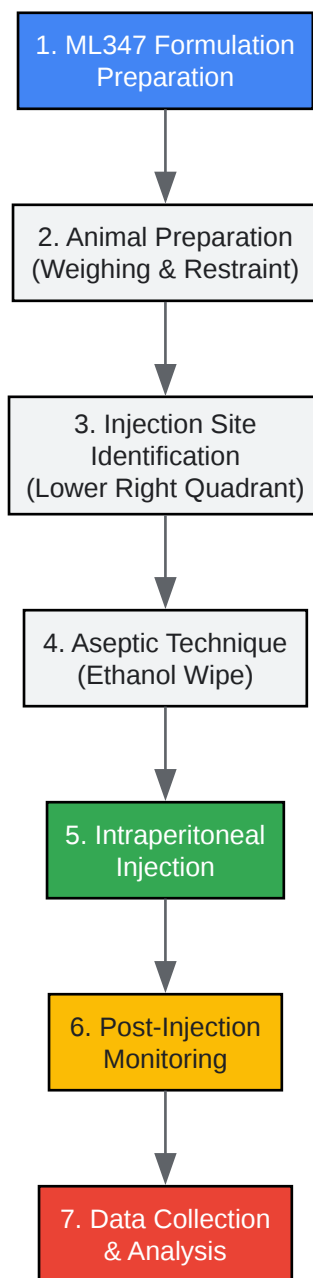 1. ML347 Formulation
Preparation
2. Animal Preparation
(Weighing & Restraint)
3. Injection Site
Identification
(Lower Right Quadrant)
4. Aseptic Technique
(Ethanol Wipe)
5. Intraperitoneal
Injection
6. Post-Injection
Monitoring
7. Data Collection
& Analysis